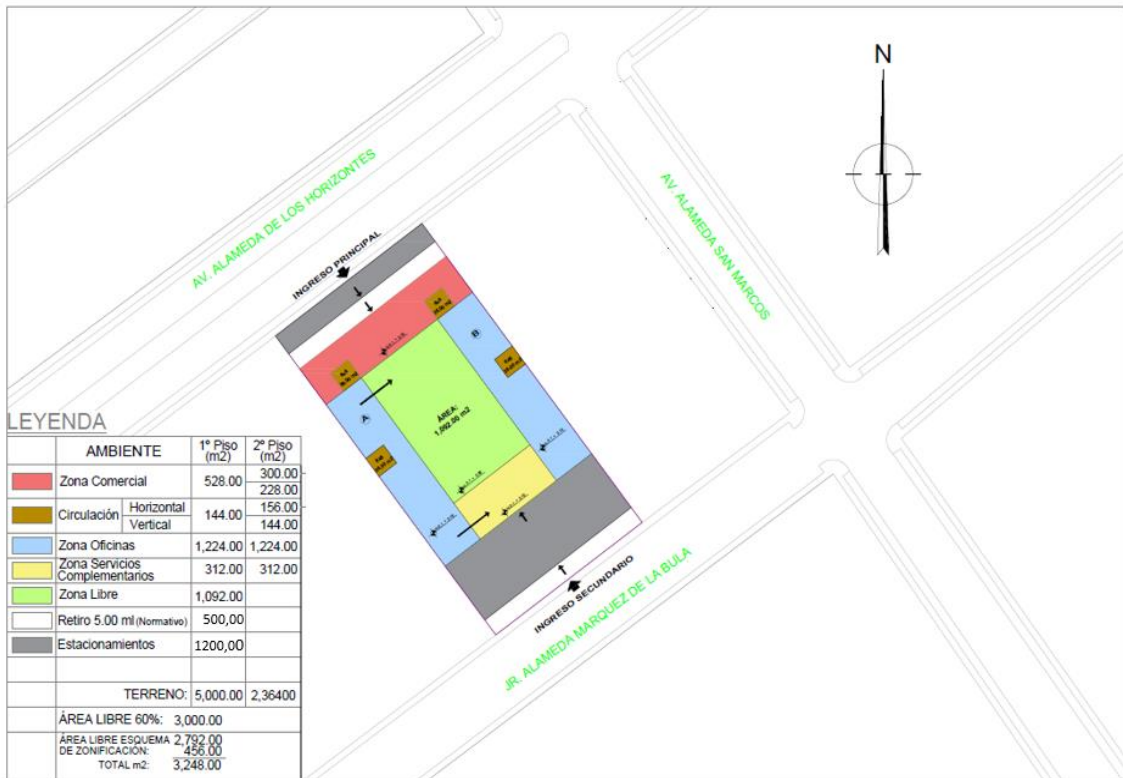 N
AV. ALAMEDA DE LOS HORIZONTES
AV. ALAMEDA SAN MARCOS
INGRESO PRINCIPAL
A
B
ÁREA:
1,092.00 m2
INGRESO SECUNDARIO
JR. ALAMEDA MARQUEZ DE LA BULA
LEYENDA
AMBIENTE 1º Piso (m2) 2º Piso (m2)
Zona Comercial 528.00 300.00
228.00
Circulación Horizontal 144.00 156.00
Vertical 144.00
Zona Oficinas 1,224.00 1,224.00
Zona Servicios Complementarios 312.00 312.00
Zona Libre 1,092.00
Retiro 5.00 ml (Normativo) 500,00
Estacionamientos 1200,00
TERRENO: 5,000.00 2,36400
ÁREA LIBRE 60%: 3,000.00
ÁREA LIBRE ESQUEMA 2,792.00
DE ZONIFICACIÓN: 456.00
TOTAL m2: 3,248.00